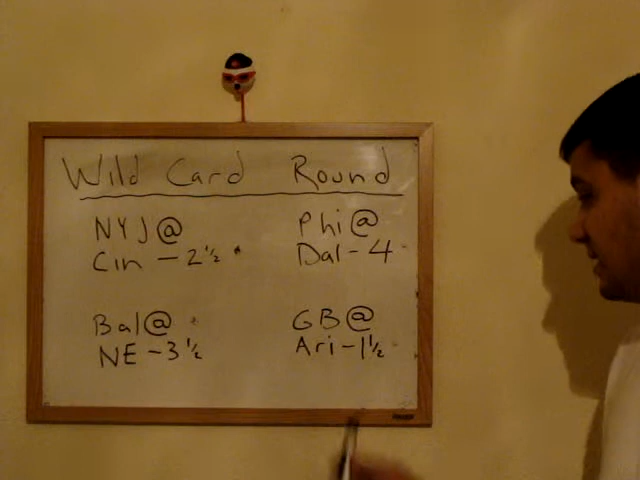 Wild Card Round
NYJ@
Cin -2½
Phi@
Dal-4
Bal@
NE -3½
GB@
Ari-1½